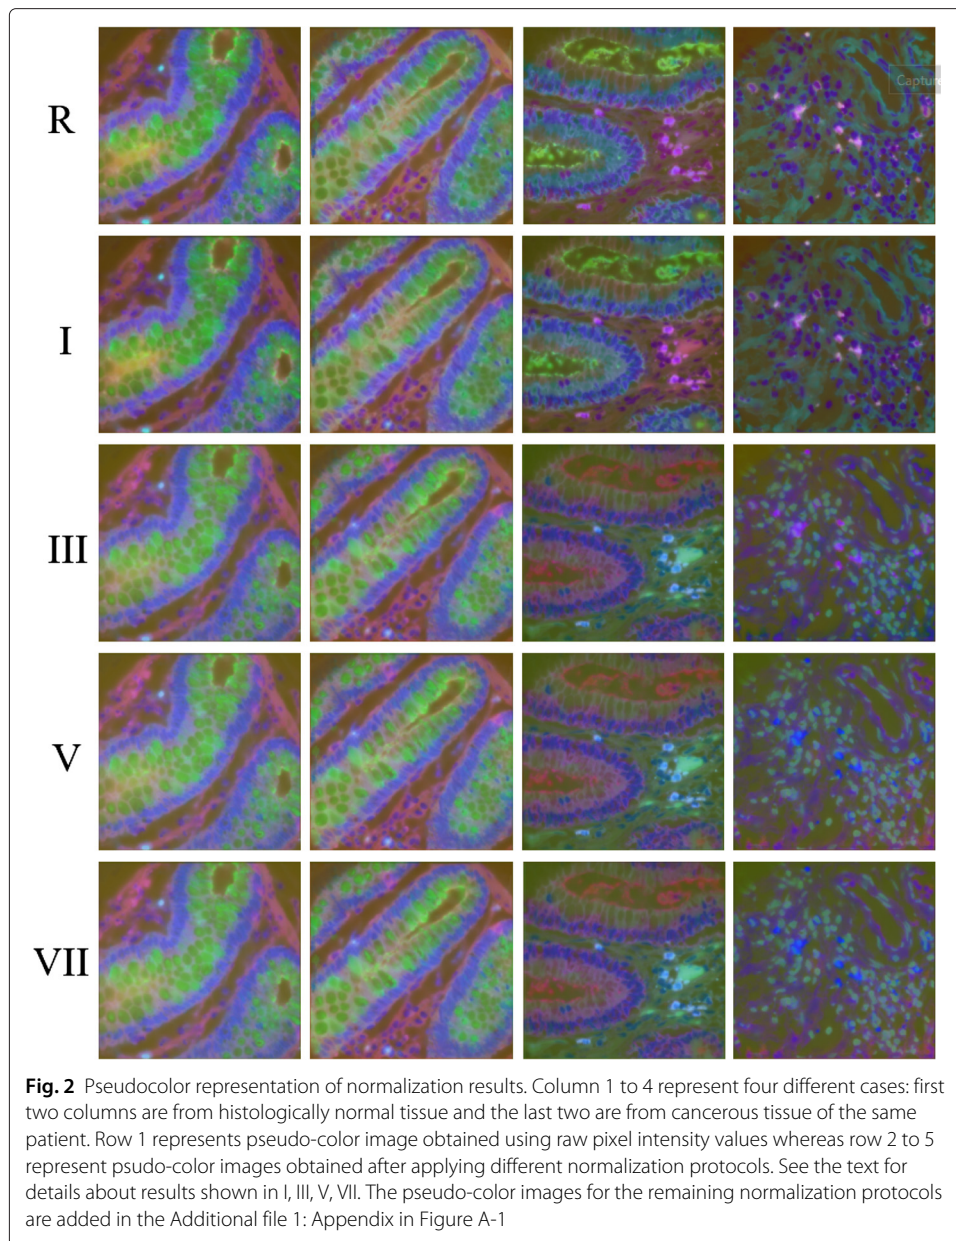 R
Captur
I
III
V
VII
Fig. 2 Pseudocolor representation of normalization results. Column 1 to 4 represent four different cases: first
two columns are from histologically normal tissue and the last two are from cancerous tissue of the same
patient. Row 1 represents pseudo-color image obtained using raw pixel intensity values whereas row 2 to 5
represent psudo-color images obtained after applying different normalization protocols. See the text for
details about results shown in I, III, V, VII. The pseudo-color images for the remaining normalization protocols
are added in the Additional file 1: Appendix in Figure A-1